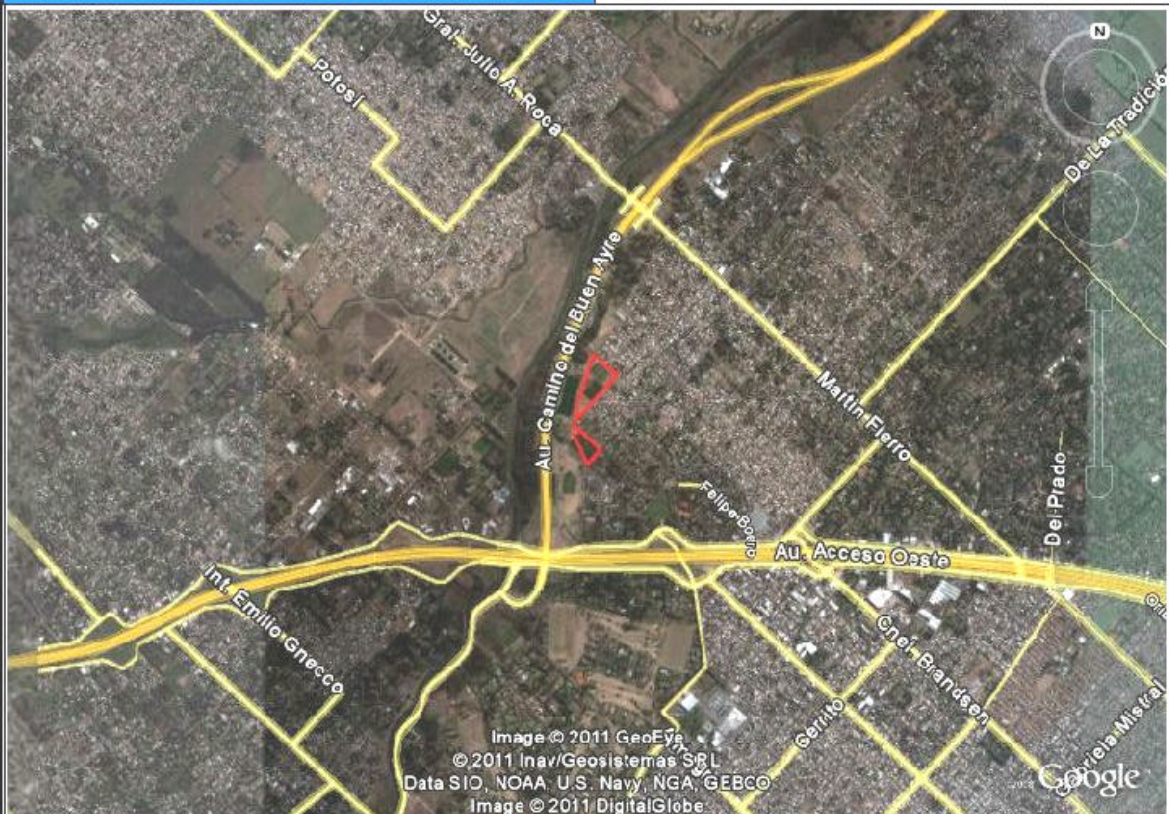 N
Gral. Julio A. Roca
Potosi
De La Tradición
Au. Camino del Buen Ayre
Martin Fierro
Del Prado
Felipe Boero
Au. Acceso Oeste
Int. Emilio Gnecco
Cnel. Brandsen
Cerrito
Gabriela Mistral
Image © 2011 GeoEye
© 2011 Inav/Geosistemas SRL
Data SIO, NOAA, U.S. Navy, NGA, GEBCO
Image © 2011 DigitalGlobe
Google